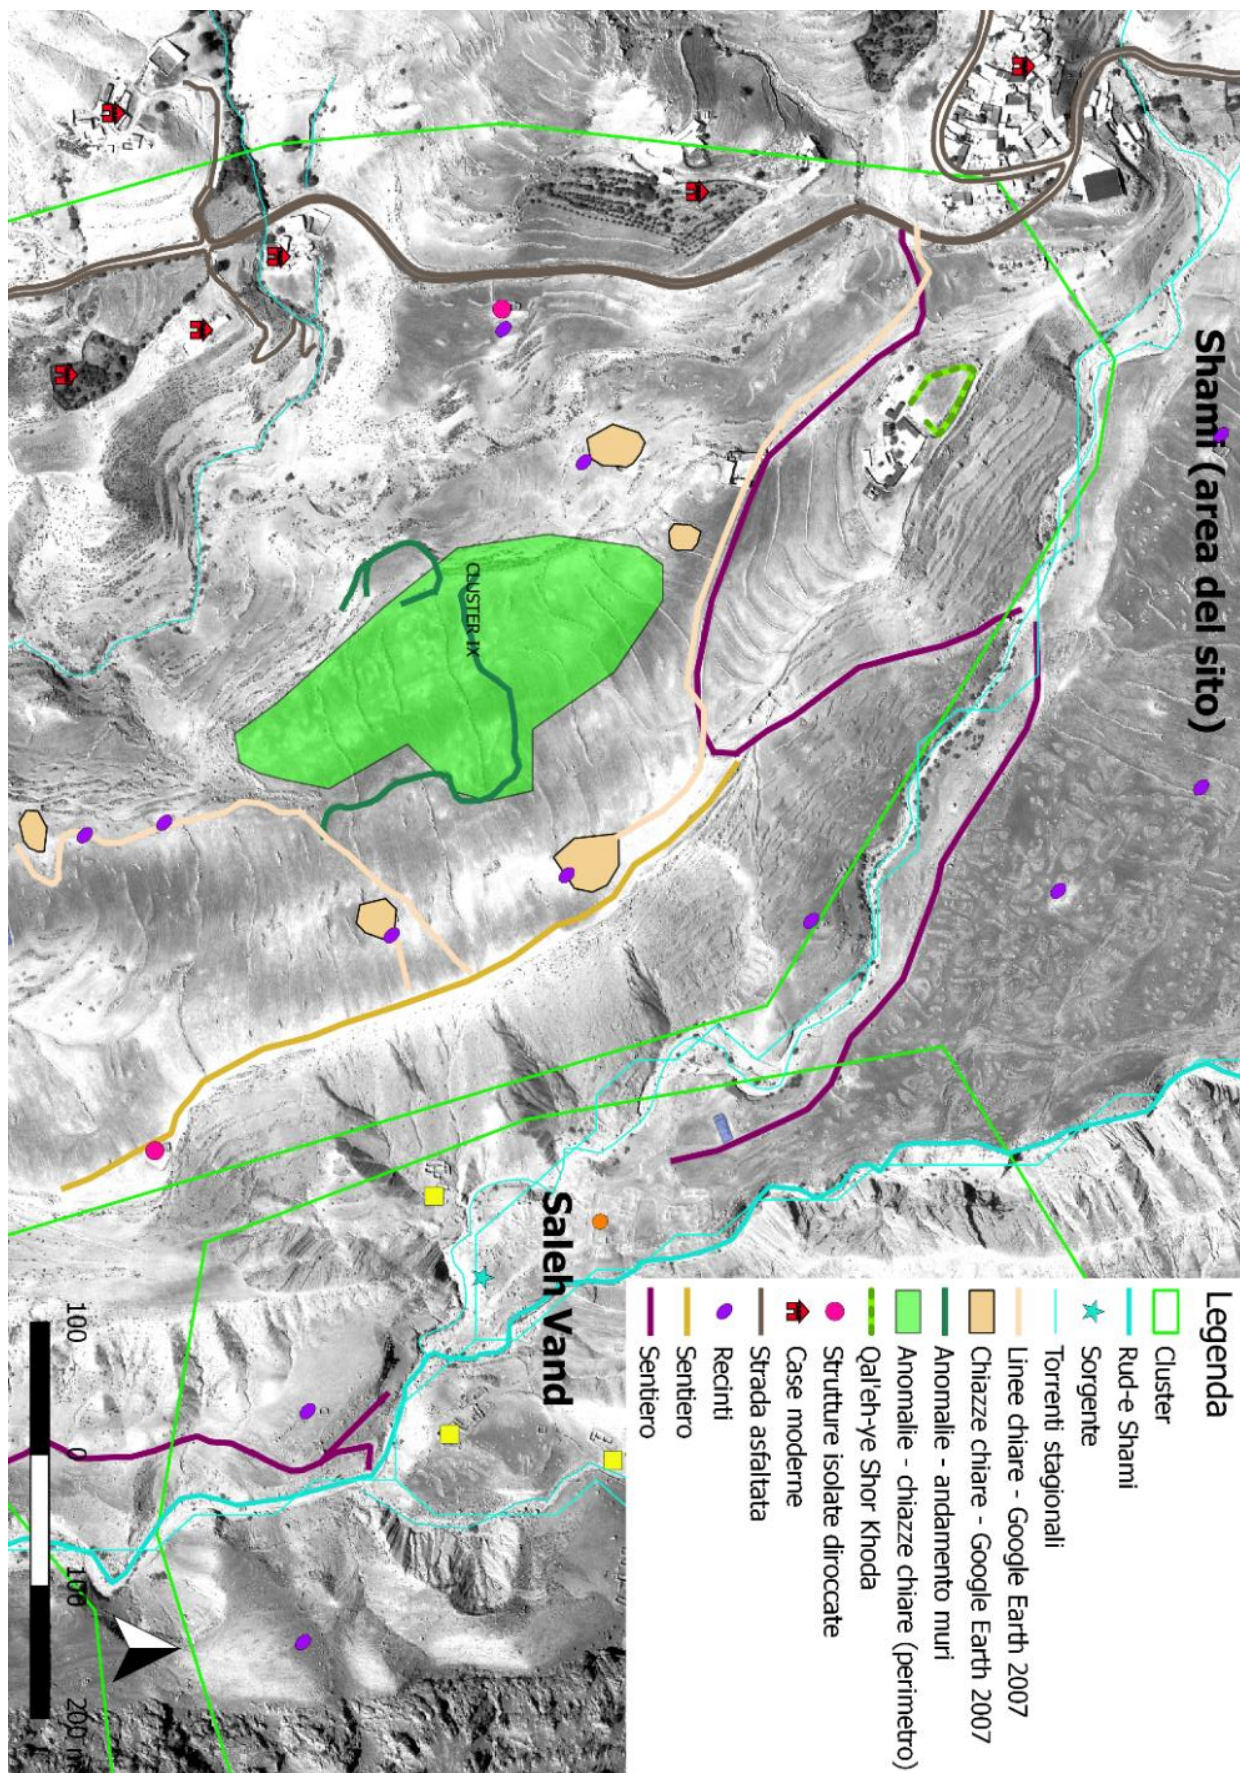 Shami (area del sito)
CLUSTER IX
Saleh Vand
Legenda
Cluster
Rud-e Shami
Sorgente
Torrenti stagionali
Linee chiare - Google Earth 2007
Chiazze chiare - Google Earth 2007
Anomalie - andamento muri
Anomalie - chiazze chiare (perimetro)
Qal'eh-ye Shor Khoda
Strutture isolate diroccate
Case moderne
Strada asfaltata
Recinti
Sentiero
Sentiero
100 0 100 200 m